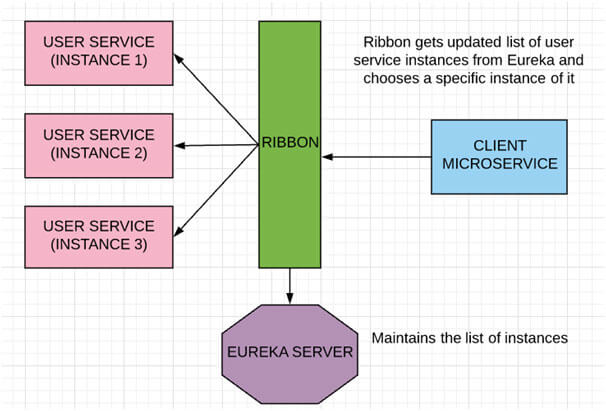 USER SERVICE
(INSTANCE 1)
Ribbon gets updated list of user
service instances from Eureka and
chooses a specific instance of it
USER SERVICE
(INSTANCE 2)
RIBBON
CLIENT
MICROSERVICE
USER SERVICE
(INSTANCE 3)
EUREKA SERVER
Maintains the list of instances